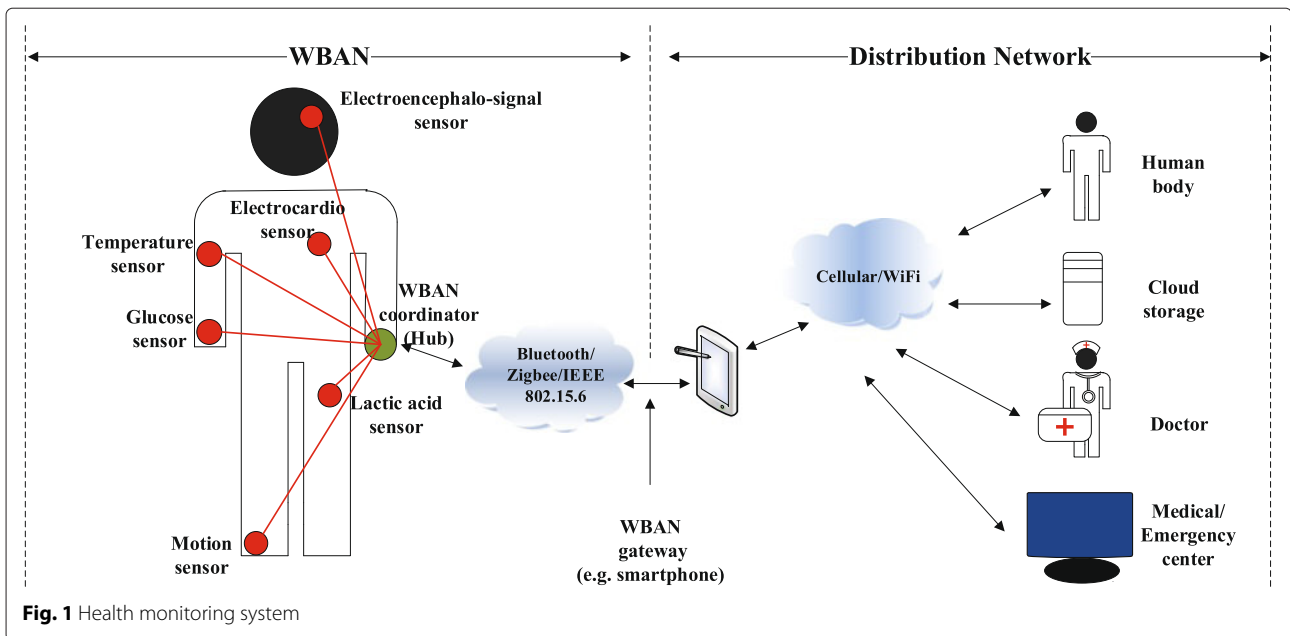 WBAN
Distribution Network
Electroencephalo-signal
sensor
Electrocardio
sensor
Temperature
sensor
Glucose
sensor
WBAN
coordinator
(Hub)
Lactic acid
sensor
Motion
sensor
Bluetooth/
Zigbee/IEEE
802.15.6
WBAN
gateway
(e.g. smartphone)
Cellular/WiFi
Human
body
Cloud
storage
Doctor
Medical/
Emergency
center
Fig. 1 Health monitoring system